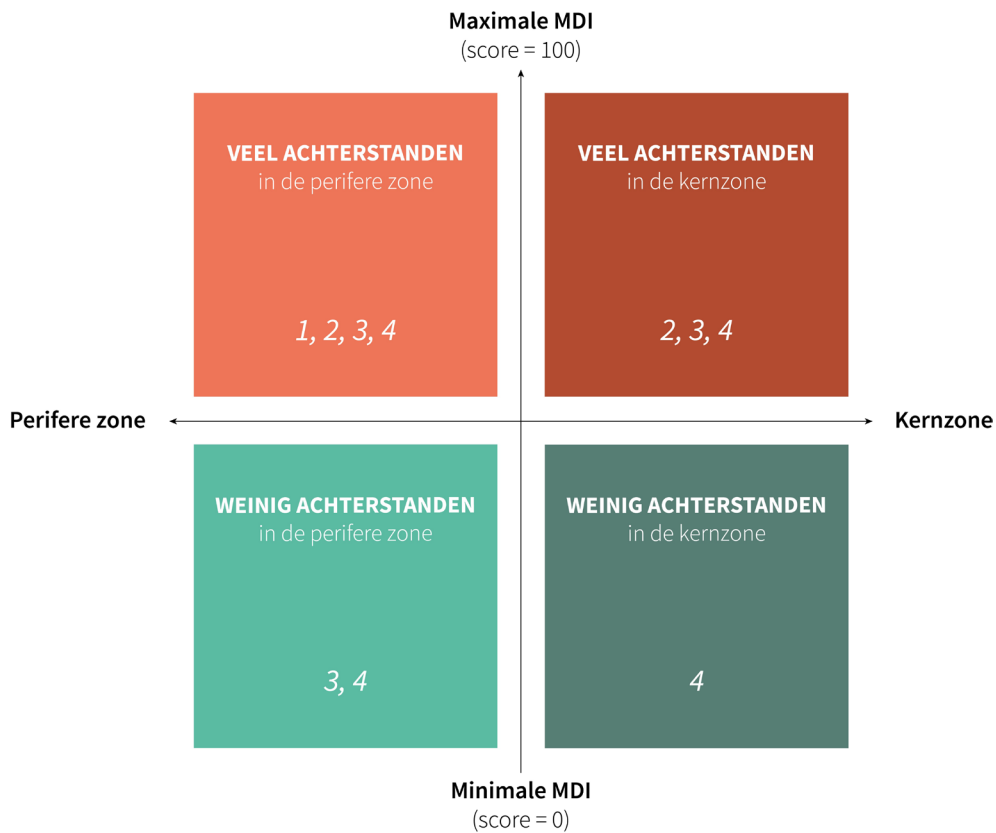 Maximale MDI
(score = 100)
VEEL ACHTERSTANDEN
in de perifere zone
1, 2, 3, 4
VEEL ACHTERSTANDEN
in de kernzone
2, 3, 4
Perifere zone
Kernzone
WEINIG ACHTERSTANDEN
in de perifere zone
3, 4
WEINIG ACHTERSTANDEN
in de kernzone
4
Minimale MDI
(score = 0)